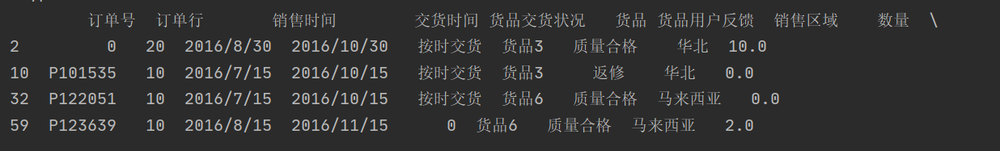 订单号 订单行 销售时间 交货时间 货品交货状况 货品 货品用户反馈 销售区域 数量 \
2 0 20 2016/8/30 2016/10/30 按时交货 货品3 质量合格 华北 10.0
10 P101535 10 2016/7/15 2016/10/15 按时交货 货品3 返修 华北 0.0
32 P122051 10 2016/7/15 2016/10/15 按时交货 货品6 质量合格 马来西亚 0.0
59 P123639 10 2016/8/15 2016/11/15 0 货品6 质量合格 马来西亚 2.0